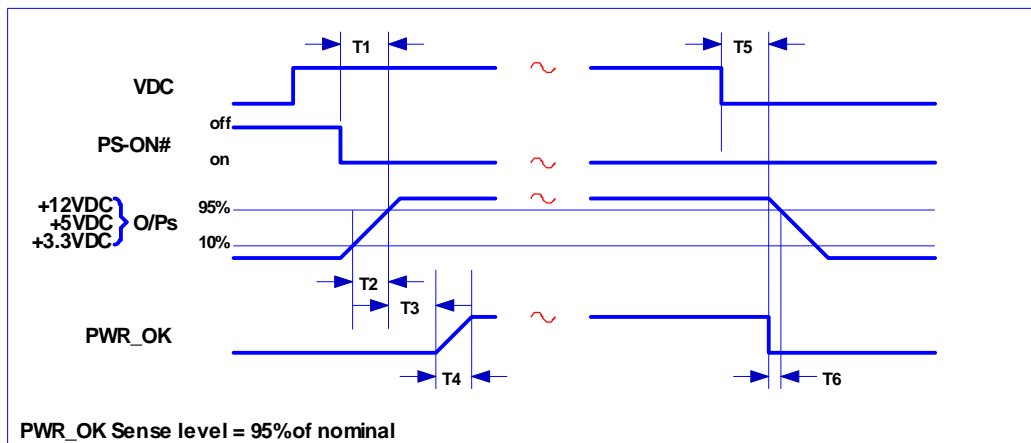 T1
T5
VDC
off
PS-ON#
on
+12VDC
+5VDC
+3.3VDC
O/Ps
95%
10%
T2
T3
PWR_OK
T4
T6
PWR_OK Sense level = 95%of nominal